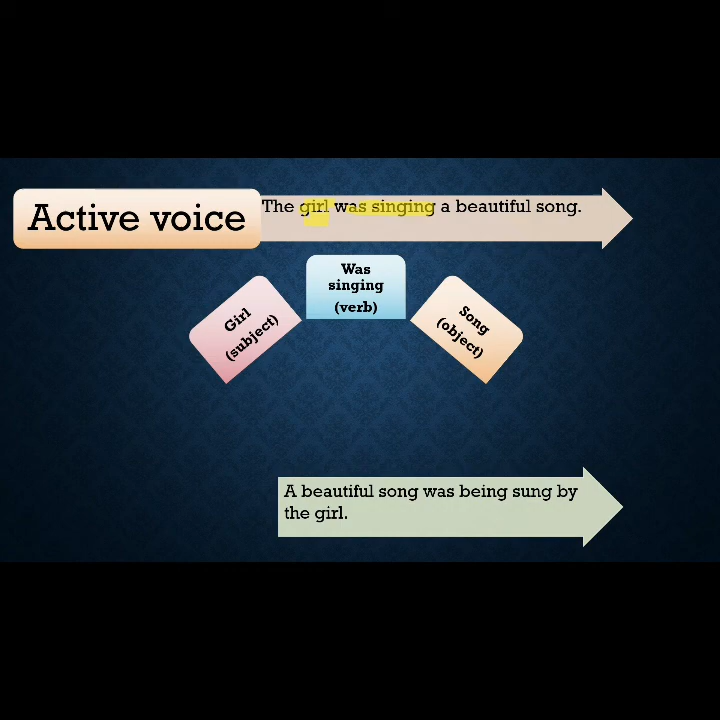 Active voice
The girl was singing a beautiful song.
Was
singing
(verb)
Girl
(subject)
Song
(object)
A beautiful song was being sung by
the girl.